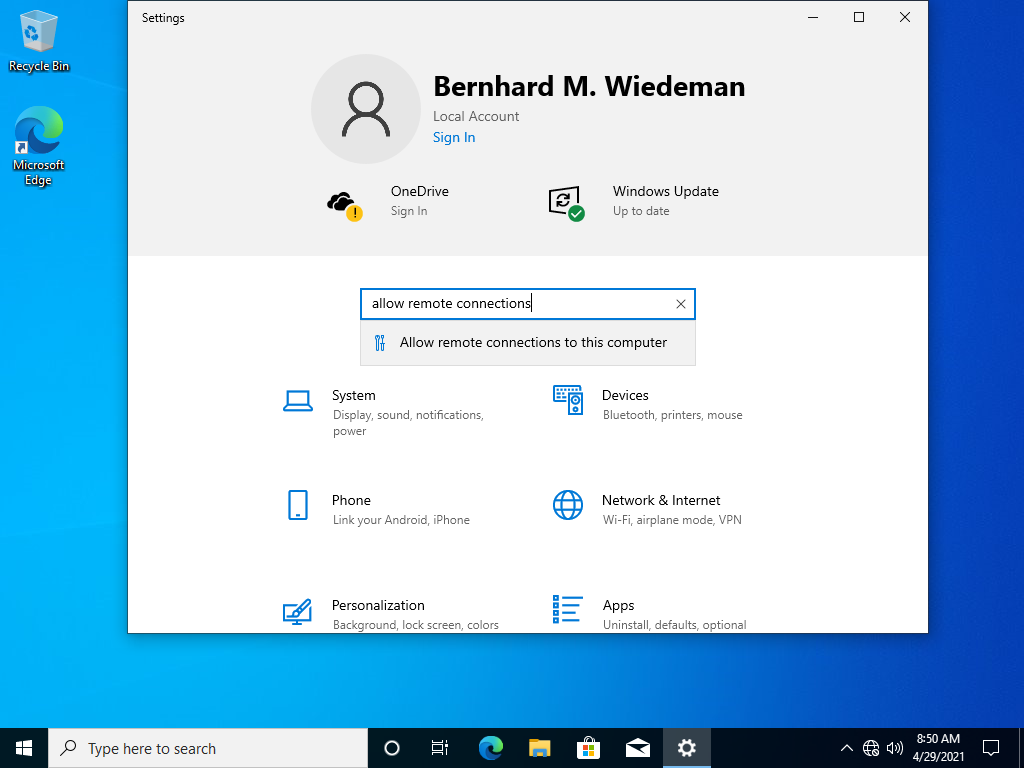 Recycle Bin
Microsoft
Edge
Settings
Bernhard M. Wiedeman
Local Account
Sign In
OneDrive
Sign In
Windows Update
Up to date
allow remote connections
Allow remote connections to this computer
System
Display, sound, notifications,
power
Devices
Bluetooth, printers, mouse
Phone
Link your Android, iPhone
Network & Internet
Wi-Fi, airplane mode, VPN
Personalization
Background, lock screen, colors
Apps
Uninstall, defaults, optional
Type here to search
8:50 AM
4/29/2021